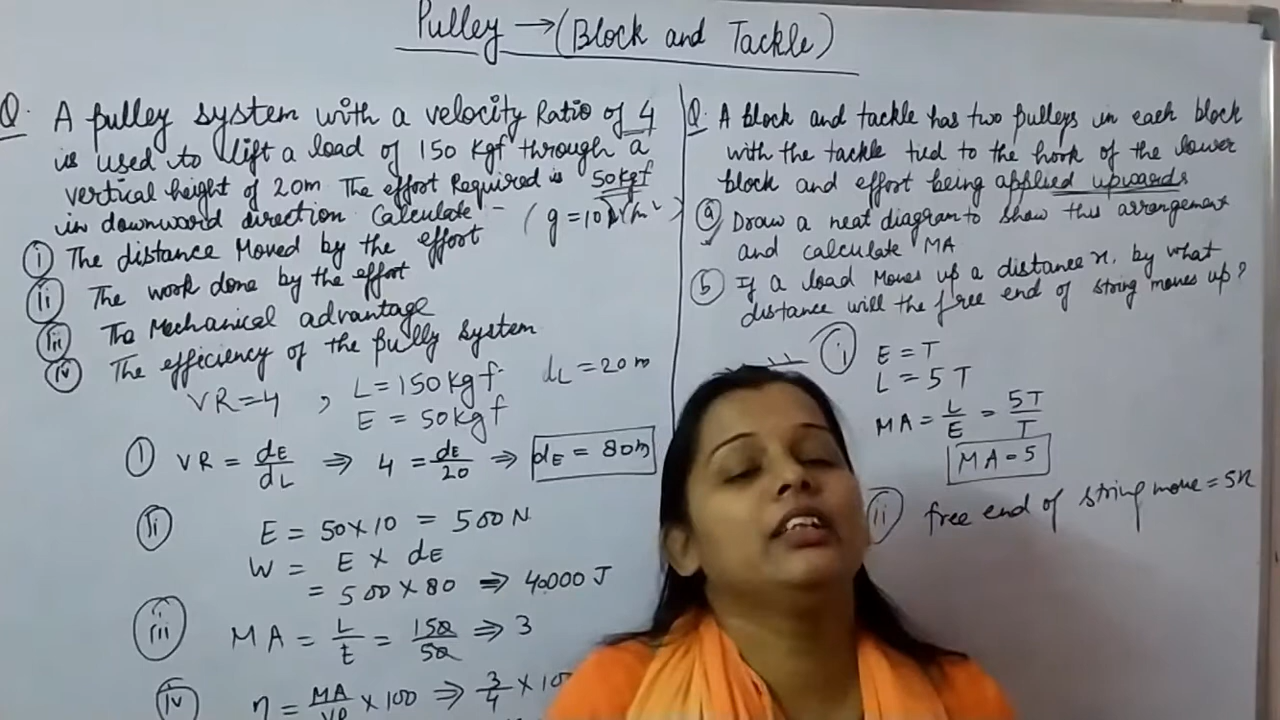 Pulley → (Block and Tackle)
Q. A pulley system with a velocity Ratio of 4
is used to lift a load of 150 Kgf through a
vertical height of 20m. The effort Required is 50 kgf
in downward direction Calculate - (g = 10 N/m²)
(i) The distance Moved by the effort
(ii) The work done by the effort
(iii) The Mechanical advantage
(iv) The efficiency of the pully system
VR = 4 , L = 150 kgf dL = 20 m
E = 50 kgf
(i) VR = dE/dL ⇒ 4 = dE/20 ⇒ dE = 80m
(ii) E = 50 × 10 = 500 N
W = E × dE
= 500 × 80 ⇒ 40000 J
(iii) MA = L/E = 150/50 ⇒ 3
(iv) η = MA/VR × 100 ⇒ 3/4 × 10
Q. A block and tackle has two pulleys in each block
with the tackle tied to the hook of the lower
block and effort being applied upwards
(a) Draw a neat diagram to show this arrangement
and calculate MA
(b) If a load Moves up a distance x, by what
distance will the free end of string moves up?
(i) E = T
L = 5T
MA = L/E = 5T/T
MA = 5
(ii) free end of string move = 5x